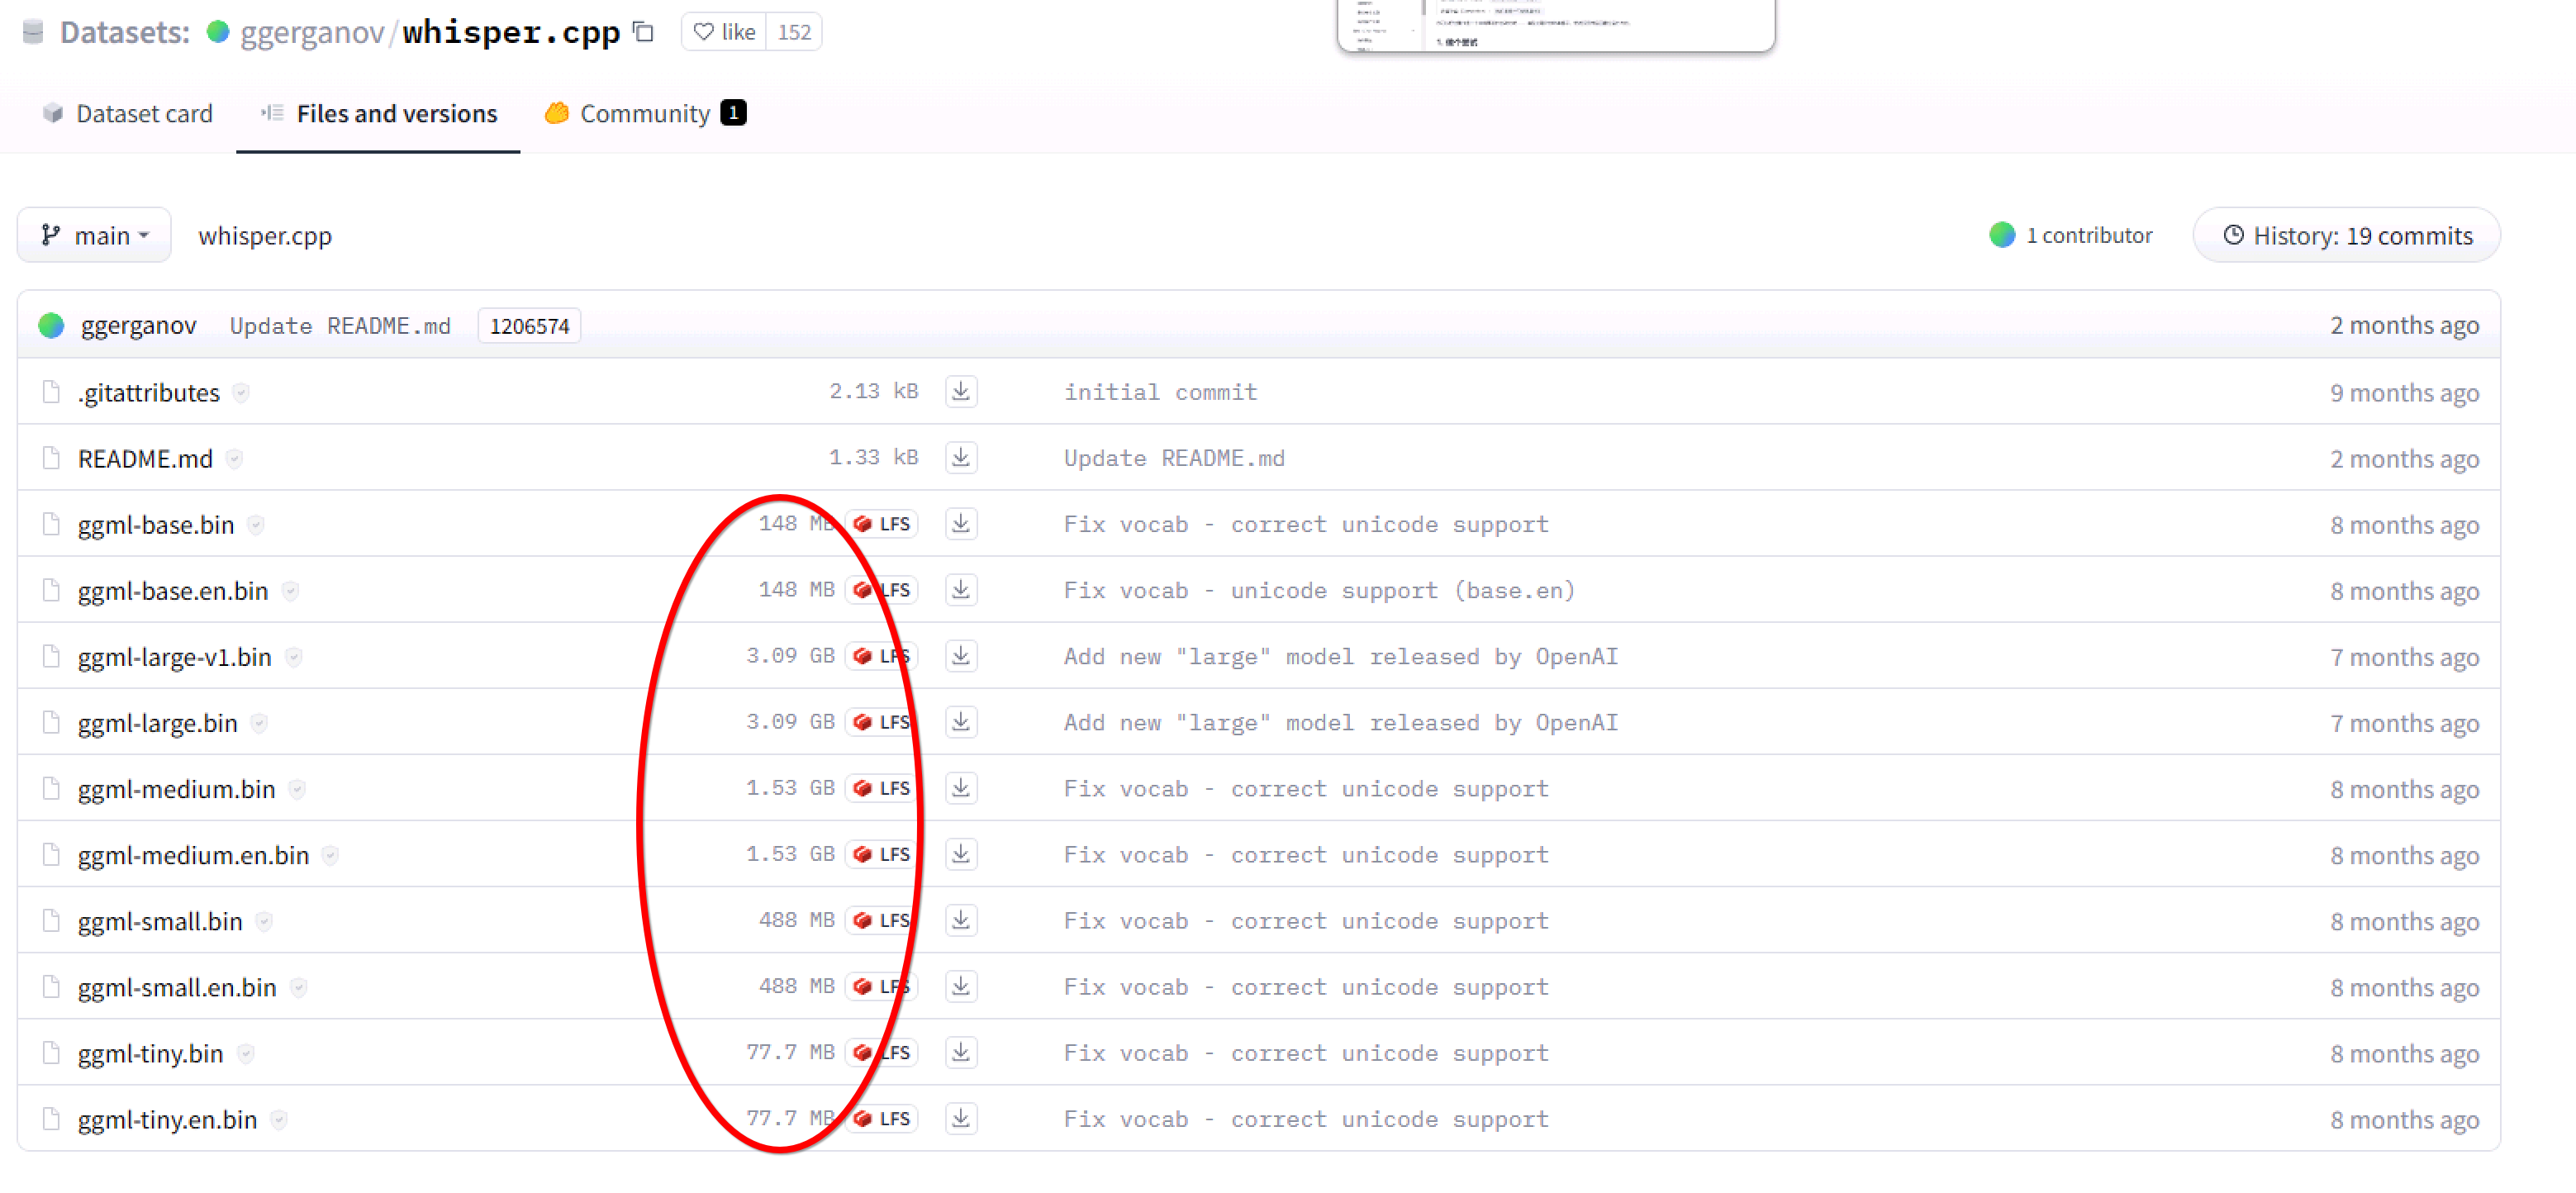 Datasets: ggerganov/whisper.cpp like 152
1. 做个尝试
Dataset card Files and versions Community 1
main whisper.cpp 1 contributor History: 19 commits
ggerganov Update README.md 1206574 2 months ago
.gitattributes 2.13 kB initial commit 9 months ago
README.md 1.33 kB Update README.md 2 months ago
ggml-base.bin 148 MB LFS Fix vocab - correct unicode support 8 months ago
ggml-base.en.bin 148 MB LFS Fix vocab - unicode support (base.en) 8 months ago
ggml-large-v1.bin 3.09 GB LFS Add new "large" model released by OpenAI 7 months ago
ggml-large.bin 3.09 GB LFS Add new "large" model released by OpenAI 7 months ago
ggml-medium.bin 1.53 GB LFS Fix vocab - correct unicode support 8 months ago
ggml-medium.en.bin 1.53 GB LFS Fix vocab - correct unicode support 8 months ago
ggml-small.bin 488 MB LFS Fix vocab - correct unicode support 8 months ago
ggml-small.en.bin 488 MB LFS Fix vocab - correct unicode support 8 months ago
ggml-tiny.bin 77.7 MB LFS Fix vocab - correct unicode support 8 months ago
ggml-tiny.en.bin 77.7 MB LFS Fix vocab - correct unicode support 8 months ago